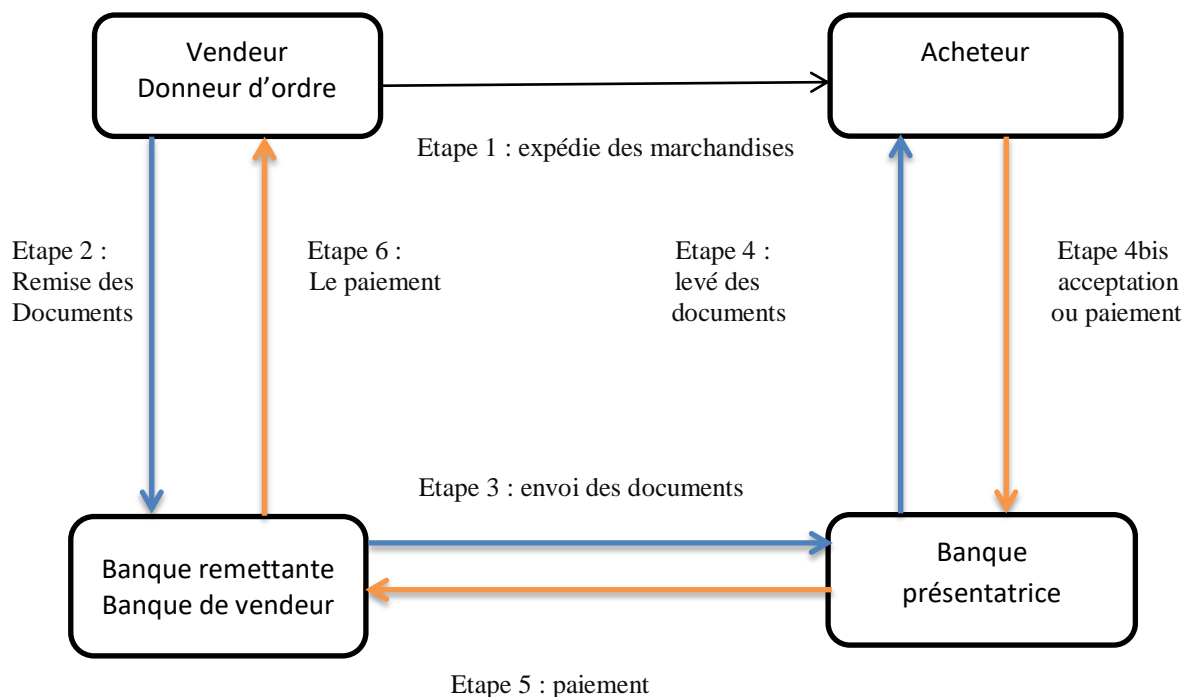 Vendeur
Donneur d'ordre
Acheteur
Etape 1 : expédie des marchandises
Etape 2 :
Remise des
Documents
Etape 6 :
Le paiement
Etape 4 :
levé des
documents
Etape 4bis
acceptation
ou paiement
Etape 3 : envoi des documents
Banque remettante
Banque de vendeur
Banque
présentatrice
Etape 5 : paiement